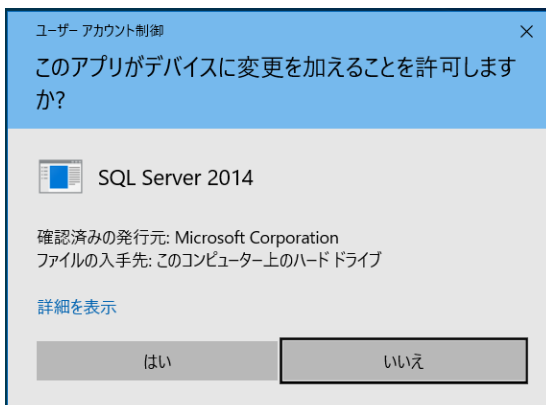 ユーザー アカウント制御
このアプリがデバイスに変更を加えることを許可します
か?
SQL Server 2014
確認済みの発行元: Microsoft Corporation
ファイルの入手先: このコンピューター上のハード ドライブ
詳細を表示
はい
いいえ